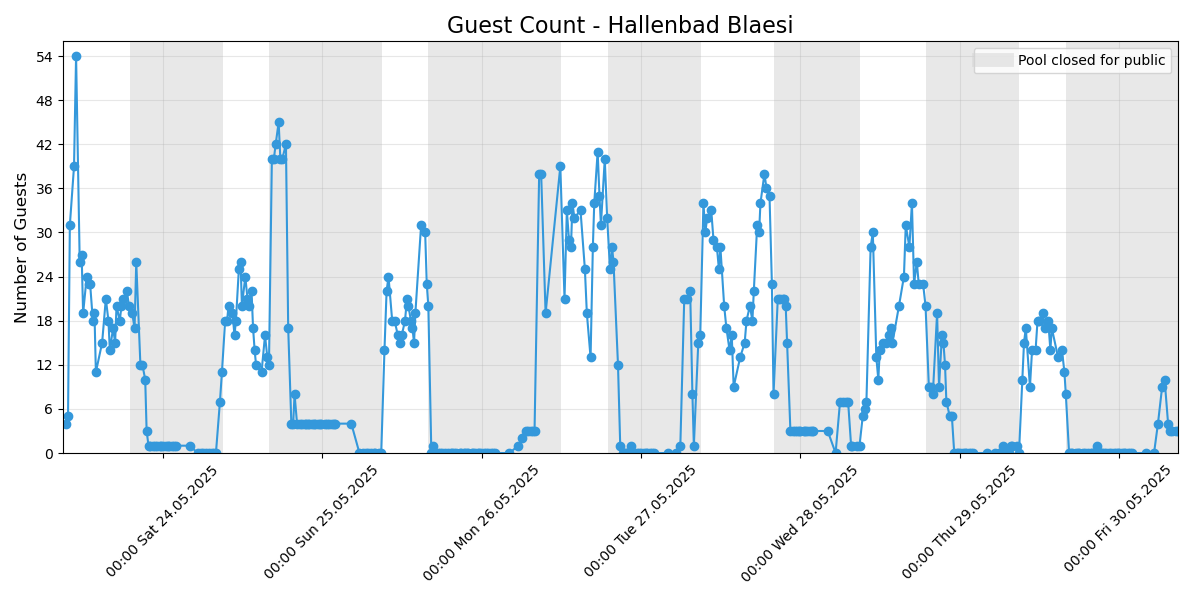 Guest Count - Hallenbad Blaesi
Pool closed for public
Number of Guests
54
48
42
36
30
24
18
12
6
0
00:00 Sat 24.05.2025
00:00 Sun 25.05.2025
00:00 Mon 26.05.2025
00:00 Tue 27.05.2025
00:00 Wed 28.05.2025
00:00 Thu 29.05.2025
00:00 Fri 30.05.2025